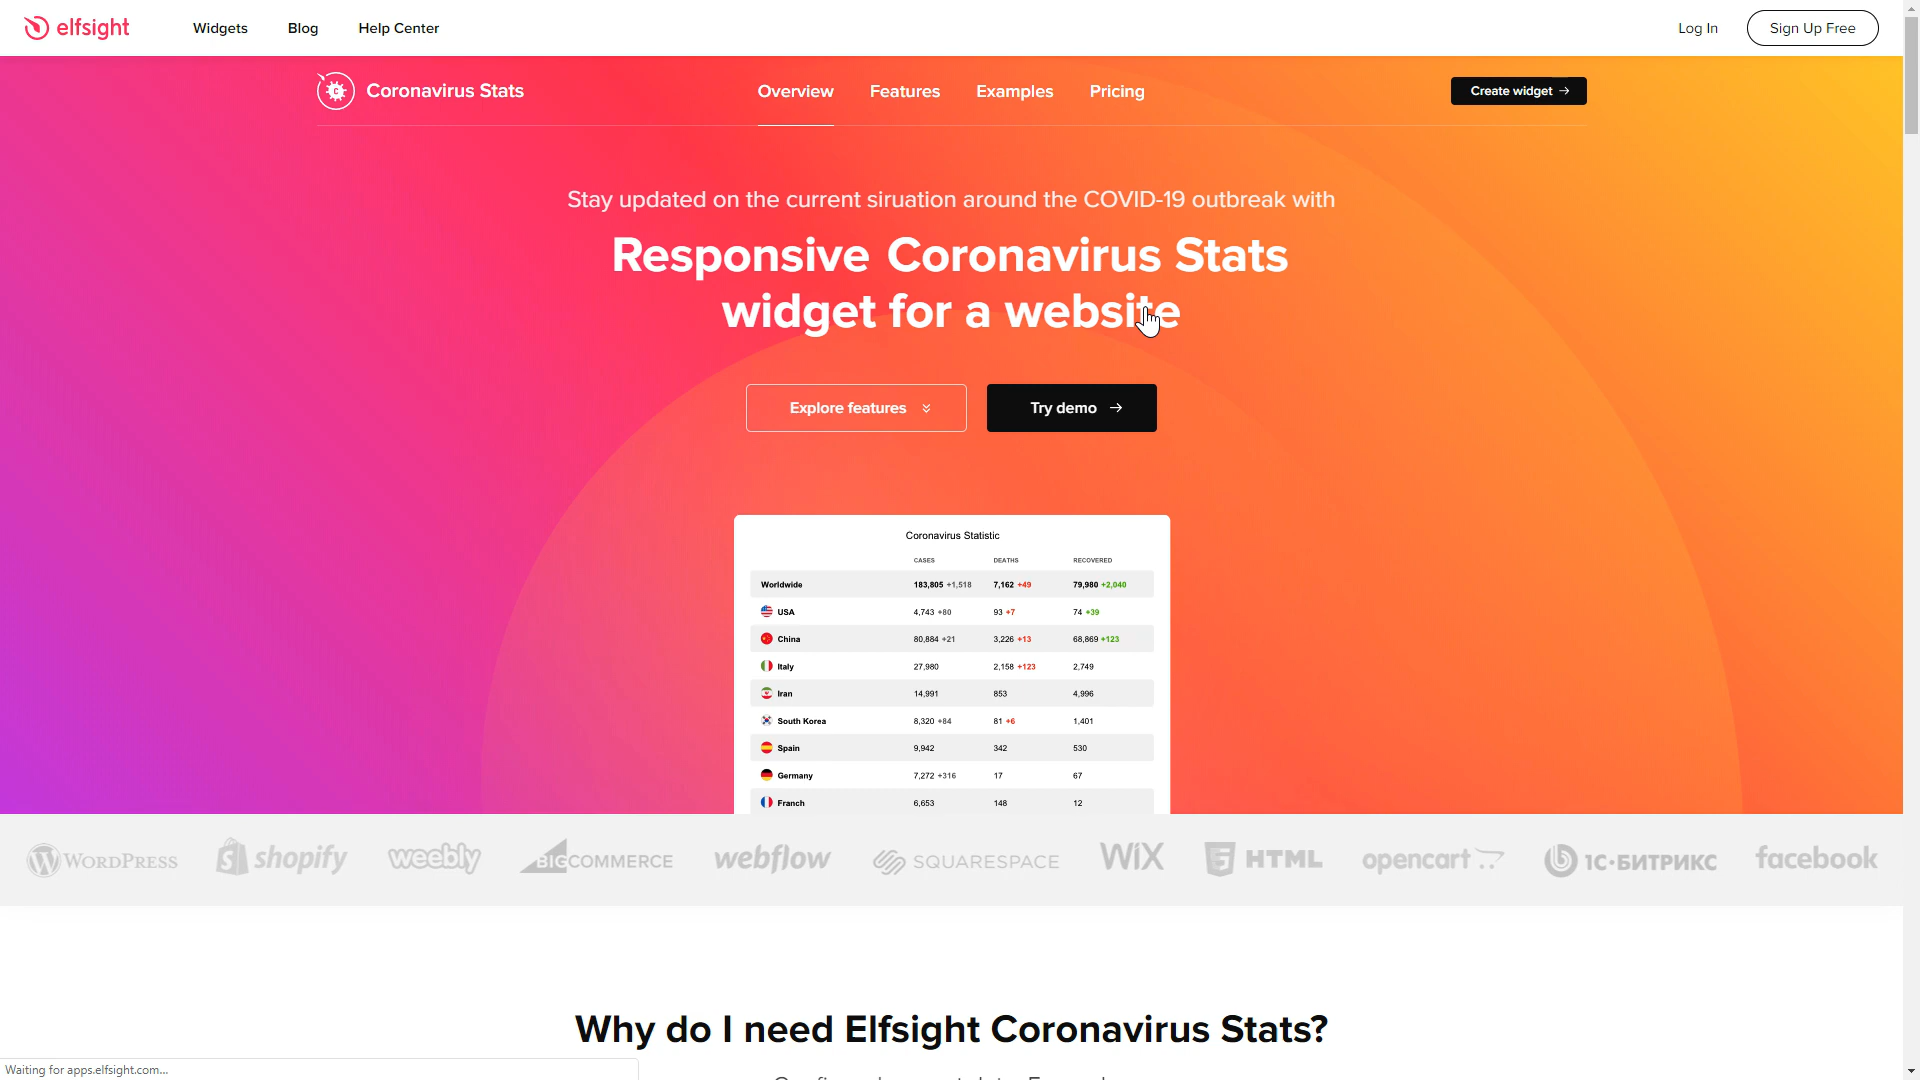 elfsight
Widgets
Blog
Help Center
Log In
Sign Up Free
Coronavirus Stats
Overview
Features
Examples
Pricing
Create widget →
Stay updated on the current siruation around the COVID-19 outbreak with
Responsive Coronavirus Stats
widget for a website
Explore features
Try demo →
Coronavirus Statistic
CASES DEATHS RECOVERED
Worldwide 183,805 +1,518 7,162 +49 79,980 +2,040
USA 4,743 +80 93 +7 74 +39
China 80,884 +21 3,226 +13 68,869 +123
Italy 27,980 2,158 +123 2,749
Iran 14,991 853 4,996
South Korea 8,320 +84 81 +6 1,401
Spain 9,942 342 530
Germany 7,272 +316 17 67
Franch 6,653 148 12
WORDPRESS
shopify
weebly
BIGCOMMERCE
webflow
SQUARESPACE
WiX
HTML
opencart
1С·БИТРИКС
facebook
Why do I need Elfsight Coronavirus Stats?
Waiting for apps.elfsight.com...